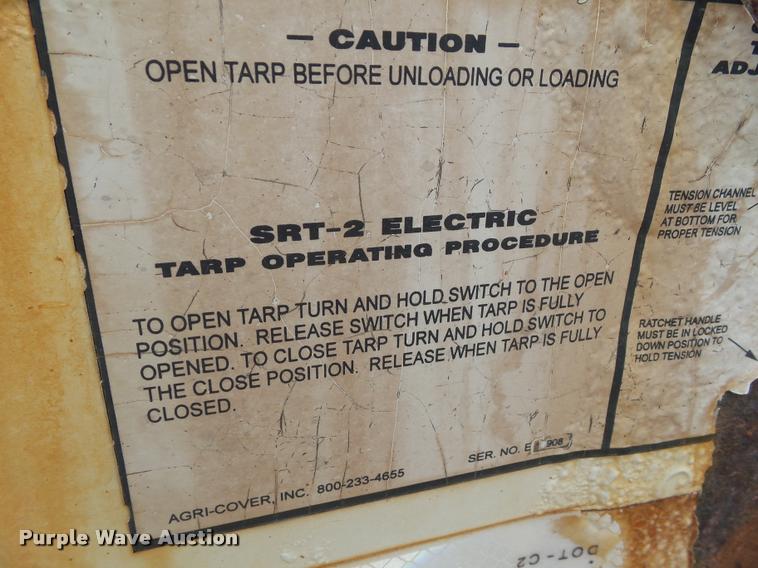 — CAUTION —
OPEN TARP BEFORE UNLOADING OR LOADING
SRT-2 ELECTRIC
TARP OPERATING PROCEDURE
TO OPEN TARP TURN AND HOLD SWITCH TO THE OPEN
POSITION. RELEASE SWITCH WHEN TARP IS FULLY
OPENED. TO CLOSE TARP TURN AND HOLD SWITCH TO
THE CLOSE POSITION. RELEASE WHEN TARP IS FULLY
CLOSED.
AGRI-COVER, INC. 800-233-4655
SER. NO.
TENSION CHANNEL
MUST BE LEVEL
AT BOTTOM FOR
PROPER TENSION
RATCHET HANDLE
MUST BE IN LOCKED
DOWN POSITION TO
HOLD TENSION
DOT-C2
Purple Wave Auction